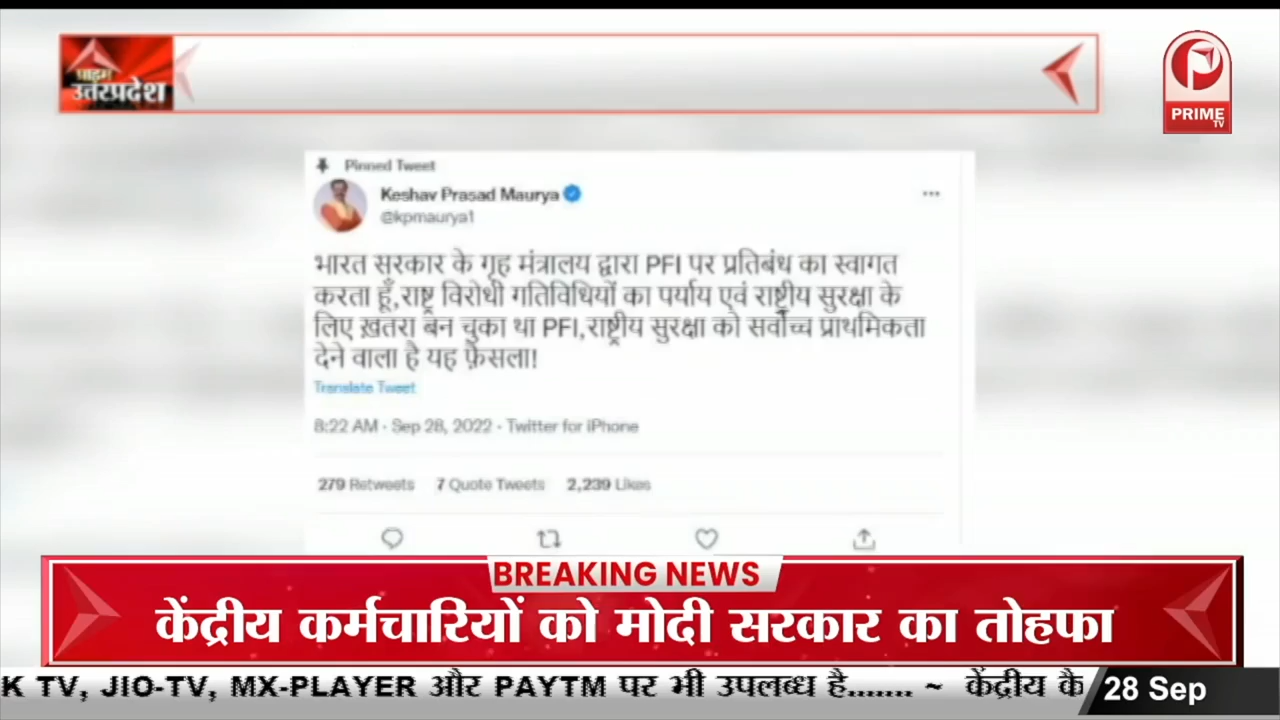 प्राइम
उत्तरप्रदेश
PRIME
TV
Pinned Tweet
Keshav Prasad Maurya
@kpmaurya1
भारत सरकार के गृह मंत्रालय द्वारा PFI पर प्रतिबंध का स्वागत
करता हूँ,राष्ट्र विरोधी गतिविधियों का पर्याय एवं राष्ट्रीय सुरक्षा के
लिए ख़तरा बन चुका था PFI,राष्ट्रीय सुरक्षा को सर्वोच्च प्राथमिकता
देने वाला है यह फ़ैसला!
Translate Tweet
8:22 AM · Sep 28, 2022 · Twitter for iPhone
279 Retweets 7 Quote Tweets 2,239 Likes
BREAKING NEWS
केंद्रीय कर्मचारियों को मोदी सरकार का तोहफा
K TV, JIO-TV, MX-PLAYER और PAYTM पर भी उपलब्ध है....... ~ केंद्रीय कै
28 Sep